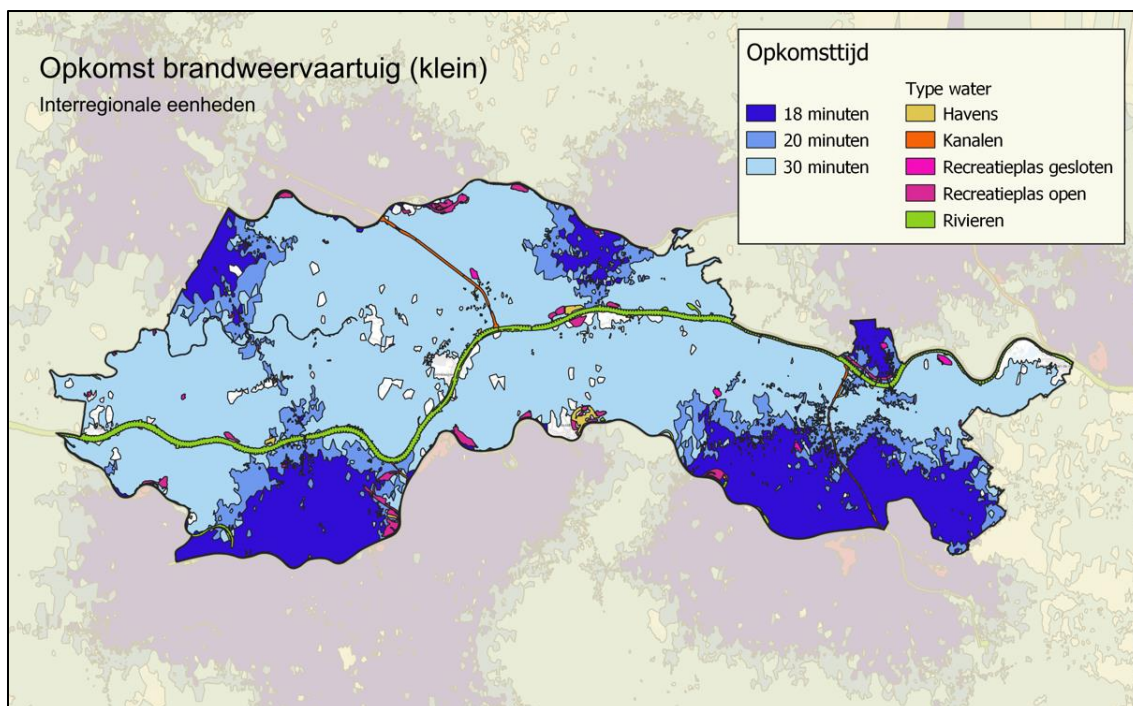 Opkomst brandweervaartuig (klein)
Interregionale eenheden
Opkomsttijd
Type water
18 minuten
20 minuten
30 minuten
Havens
Kanalen
Recreatieplas gesloten
Recreatieplas open
Rivieren